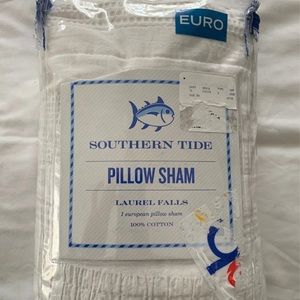 EURO
SOUTHERN TIDE
PILLOW SHAM
LAUREL FALLS
1 european pillow sham
100% COTTON